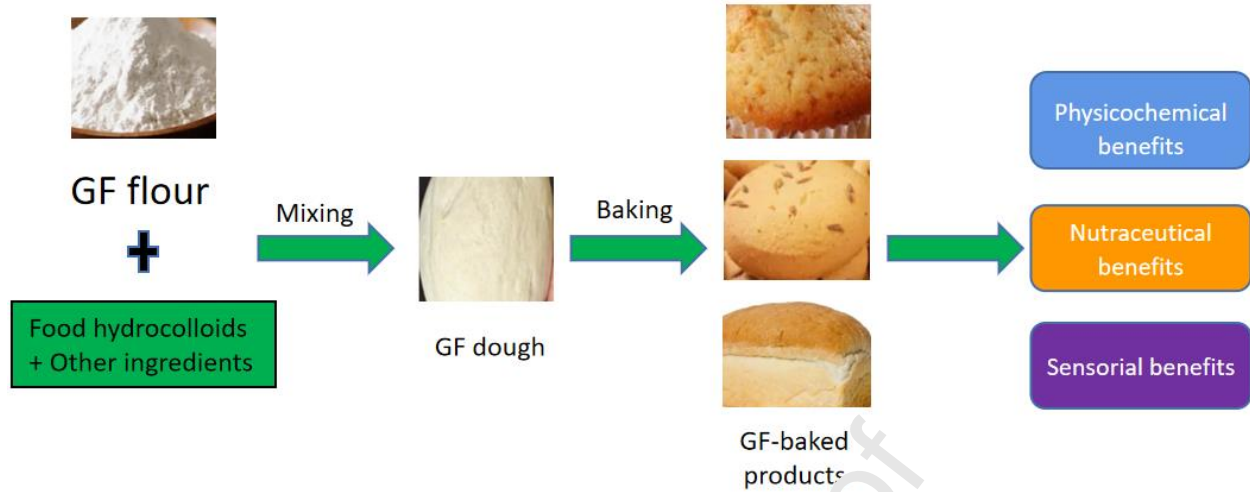 GF flour
+
Food hydrocolloids
+ Other ingredients
Mixing
GF dough
Baking
GF-baked
products
Physicochemical
benefits
Nutraceutical
benefits
Sensorial benefits
of